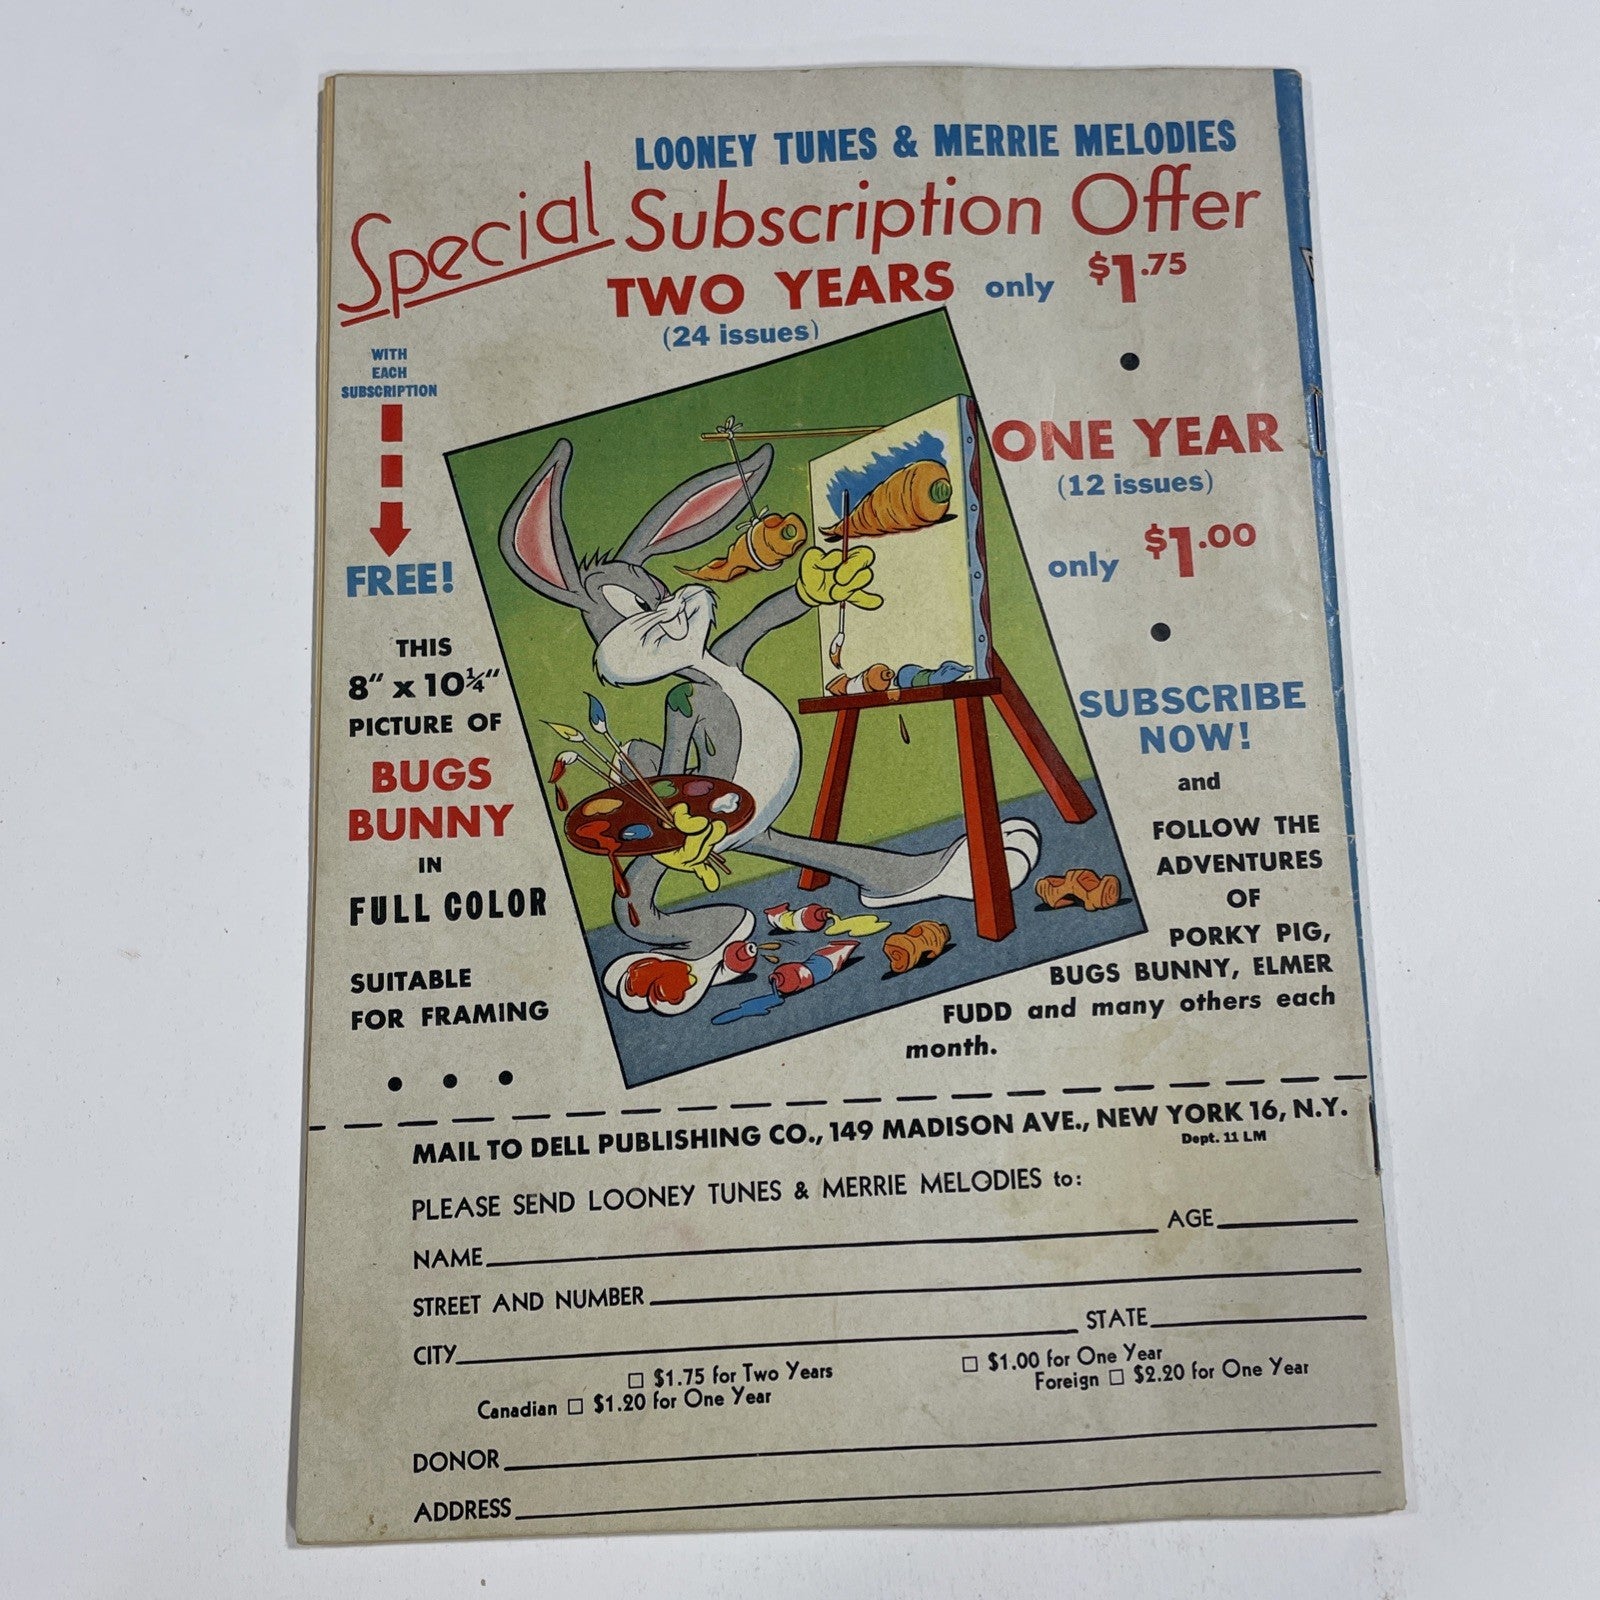 LOONEY TUNES & MERRIE MELODIES
Special Subscription Offer
TWO YEARS only $1.75
(24 issues)
WITH
EACH
SUBSCRIPTION
FREE!
THIS
8" x 10¼"
PICTURE OF
BUGS
BUNNY
IN
FULL COLOR
SUITABLE
FOR FRAMING
ONE YEAR
(12 issues)
only $1.00
SUBSCRIBE
NOW!
and
FOLLOW THE
ADVENTURES
OF
PORKY PIG,
BUGS BUNNY, ELMER
FUDD and many others each
month.
MAIL TO DELL PUBLISHING CO., 149 MADISON AVE., NEW YORK 16, N.Y.
Dept. 11 LM
PLEASE SEND LOONEY TUNES & MERRIE MELODIES to:
NAME AGE
STREET AND NUMBER
CITY STATE
□ $1.75 for Two Years □ $1.00 for One Year
Canadian □ $1.20 for One Year Foreign □ $2.20 for One Year
DONOR
ADDRESS